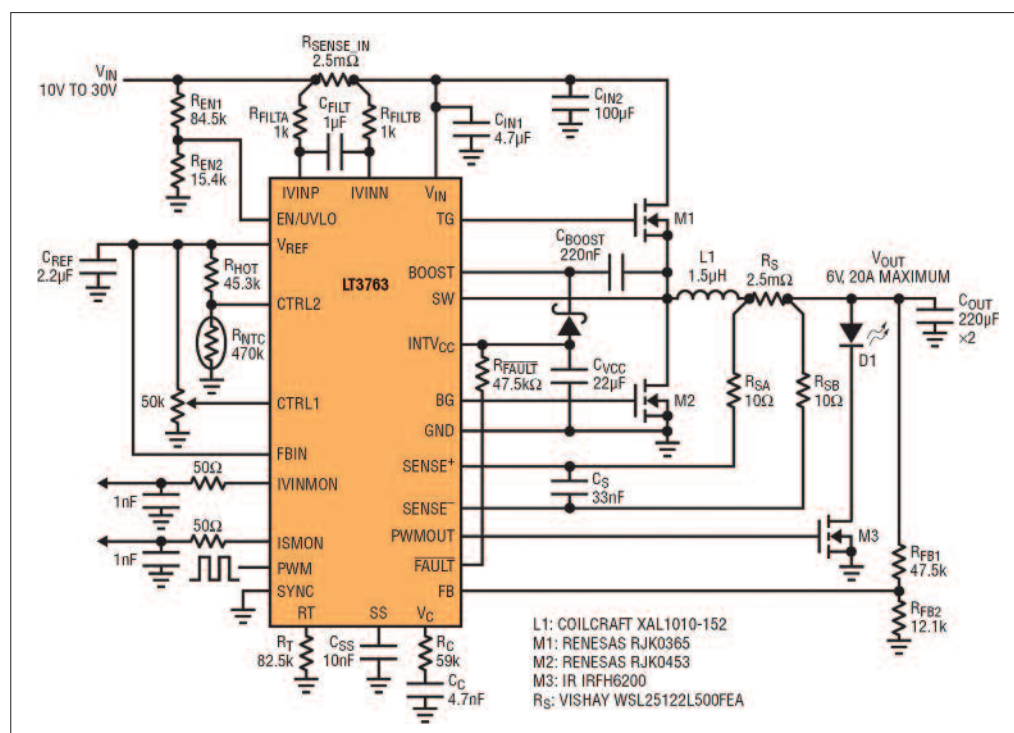 RSENSE_IN
2.5mΩ
VIN
10V TO 30V
REN1
84.5k
RFILTA
1k
CFILT
1µF
RFILTB
1k
CIN1
4.7µF
CIN2
100µF
REN2
15.4k
IVINP
IVINN
VIN
EN/UVLO
TG
M1
CREF
2.2µF
VREF
RHOT
45.3k
LT3763
BOOST
CBOOST
220nF
L1
1.5µH
RS
2.5mΩ
VOUT
6V, 20A MAXIMUM
CTRL2
SW
COUT
220µF
×2
RNTC
470k
INTVCC
D1
RFAULT
47.5kΩ
CVCC
22µF
RSA
10Ω
RSB
10Ω
50k
CTRL1
BG
M2
GND
FBIN
SENSE+
50Ω
IVINMON
CS
33nF
1nF
SENSE−
50Ω
ISMON
PWMOUT
M3
1nF
PWM
FAULT
RFB1
47.5k
SYNC
FB
RT
SS
VC
RFB2
12.1k
RT
82.5k
CSS
10nF
RC
59k
CC
4.7nF
L1: COILCRAFT XAL1010-152
M1: RENESAS RJK0365
M2: RENESAS RJK0453
M3: IR IRFH6200
RS: VISHAY WSL25122L500FEA